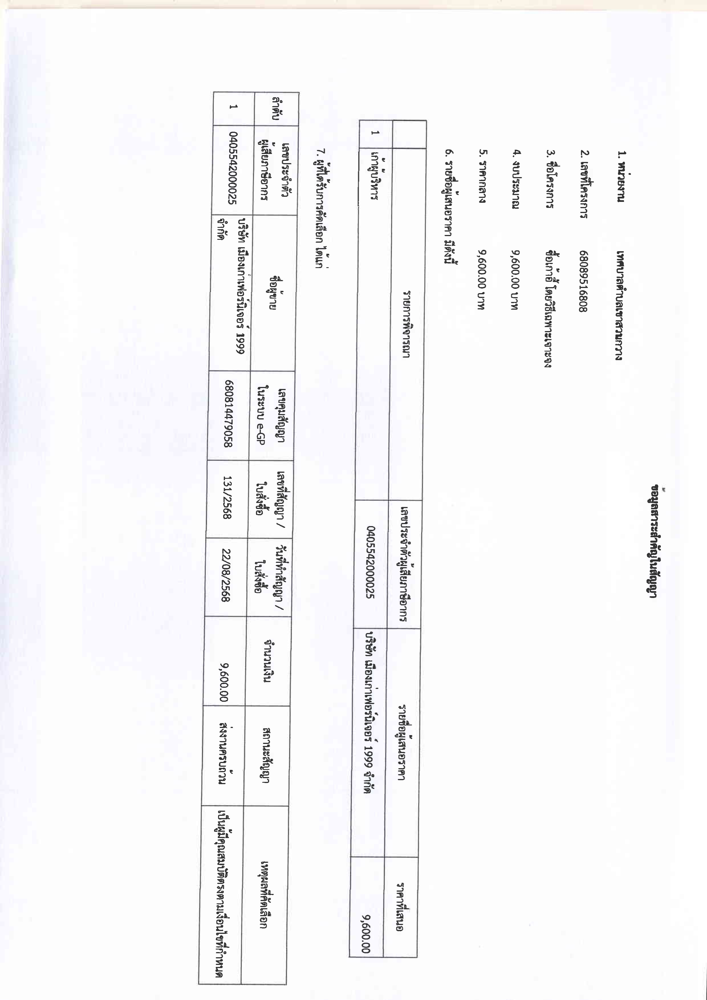 ข้อมูลสาระสำคัญในสัญญา
1. หน่วยงาน เทศบาลตำบลเขาสวนกวาง
2. เลขที่โครงการ 68089516808
3. ชื่อโครงการ ซื้อเก้าอี้ โดยวิธีเฉพาะเจาะจง
4. งบประมาณ 9,600.00 บาท
5. ราคากลาง 9,600.00 บาท
6. รายชื่อผู้เสนอราคา มีดังนี้
รายการพิจารณา เลขประจำตัวผู้เสียภาษีอากร รายชื่อผู้เสนอราคา ราคาที่เสนอ
1 เก้าผู้บริหาร 0405542000025 บริษัท เมืองเก่าเฟอร์นิเจอร์ 1999 จำกัด 9,600.00
7. ผู้ที่ได้รับการคัดเลือก ได้แก่
ลำดับ เลขประจำตัว ชื่อผู้ขาย เลขคุมสัญญา เลขที่สัญญา / วันที่ทำสัญญา / จำนวนเงิน สถานะสัญญา เหตุผลที่คัดเลือก
ผู้เสียภาษีอากร ในระบบ e-GP ใบสั่งซื้อ ใบสั่งซื้อ
1 0405542000025 บริษัท เมืองเก่าเฟอร์นิเจอร์ 1999 680814479058 131/2568 22/08/2568 9,600.00 ส่งงานครบถ้วน เป็นผู้มีคุณสมบัติตรงตามเงื่อนไขที่กำหนด
จำกัด